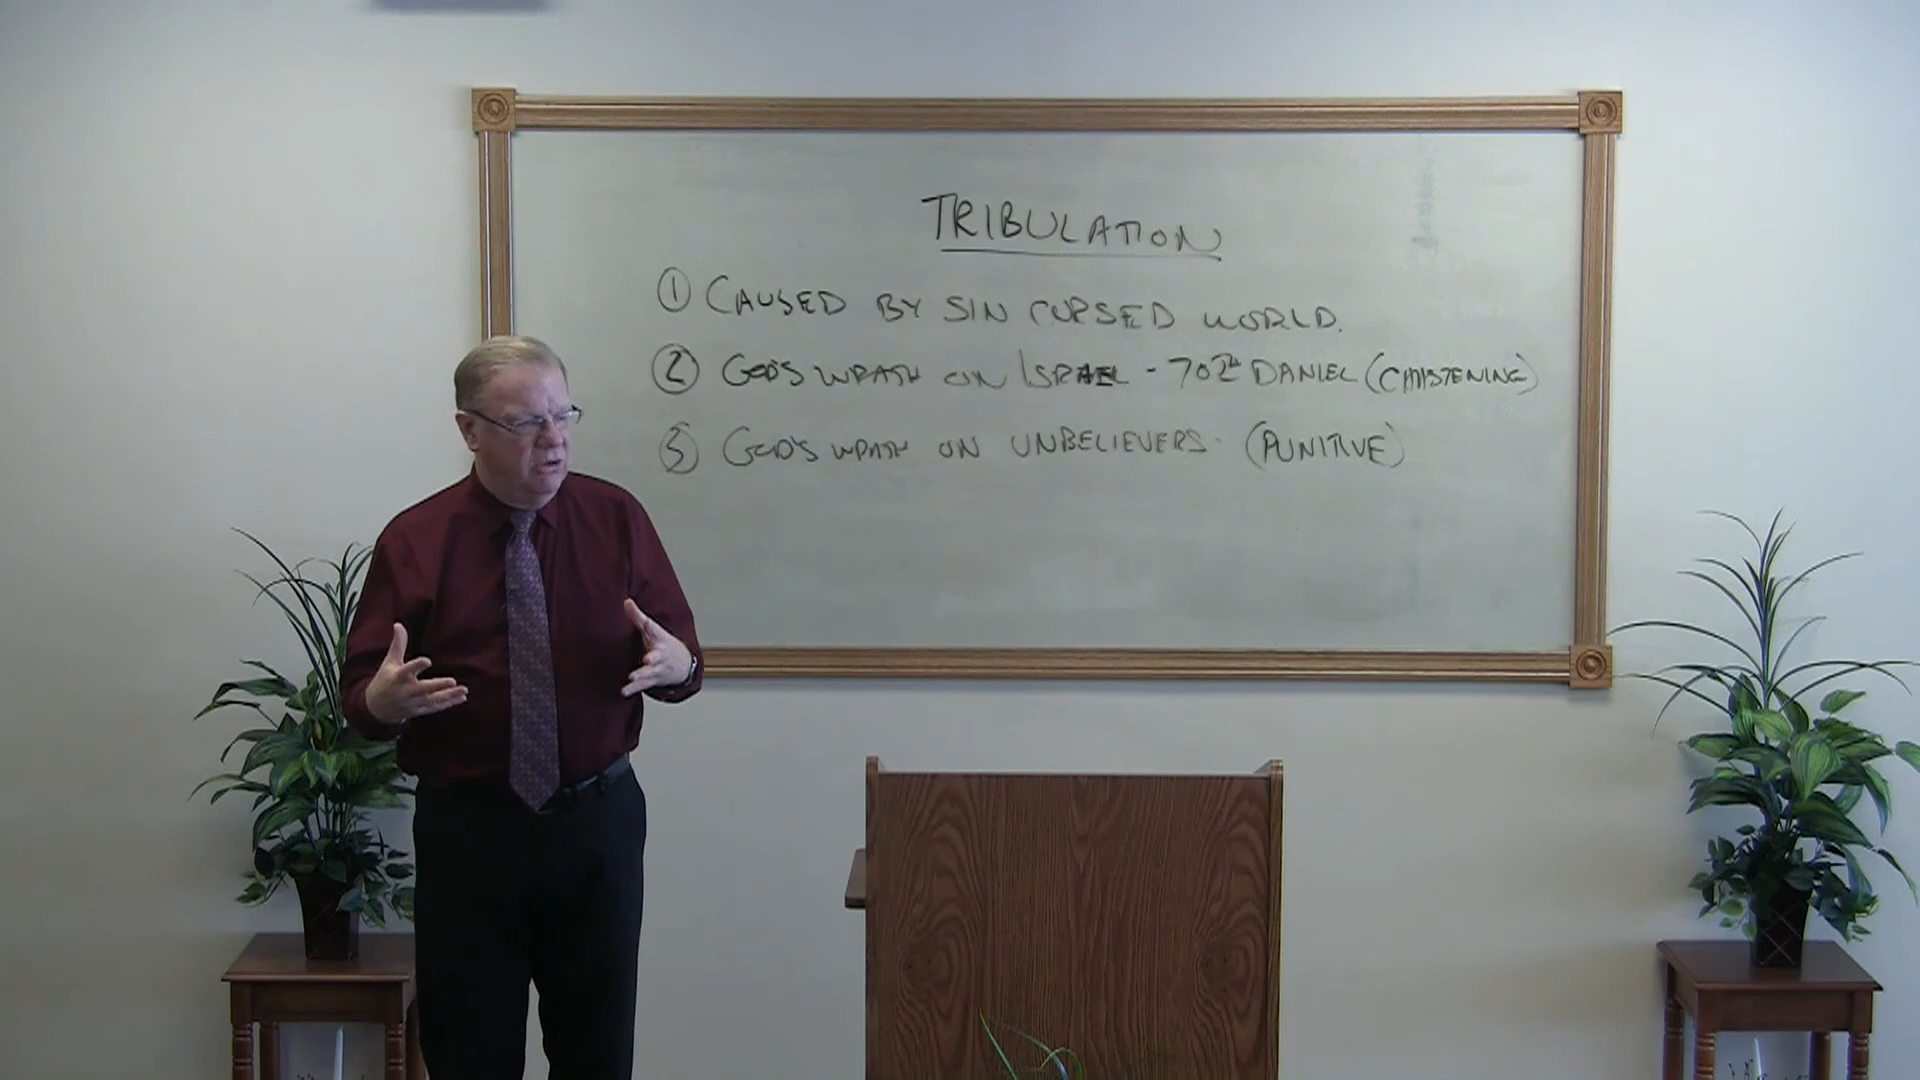 TRIBULATION
① CAUSED BY SIN CURSED WORLD.
② GOD'S WRATH ON ISRAEL - 70TH DANIEL (CHASTENING)
③ GOD'S WRATH ON UNBELIEVERS. (PUNITIVE)